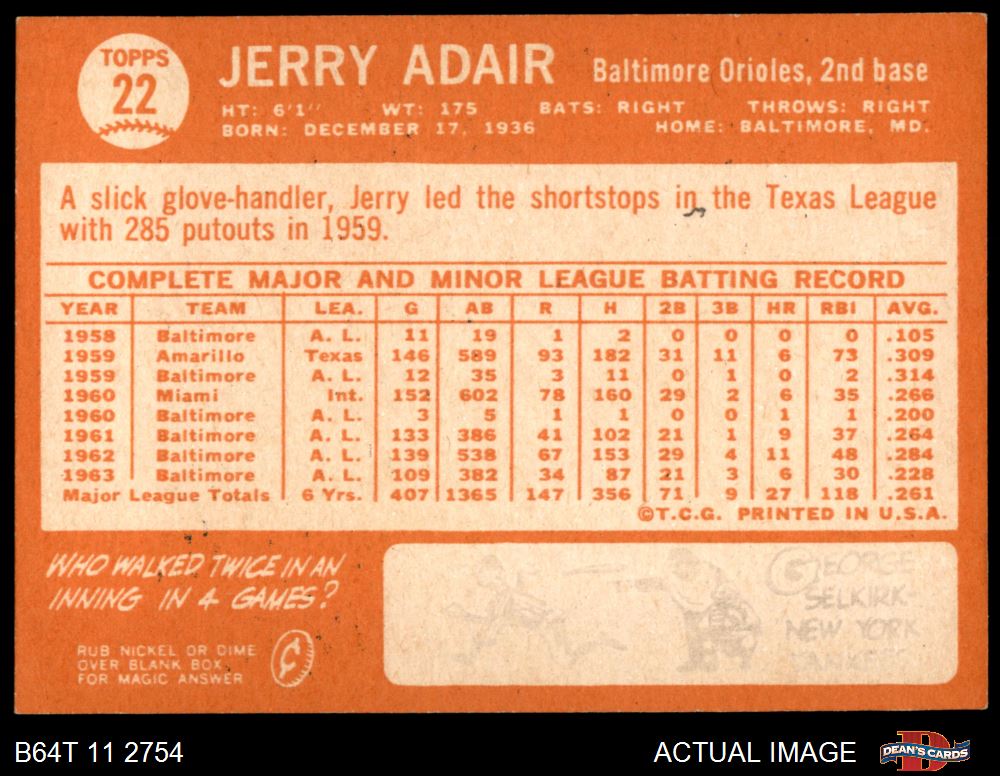 TOPPS
22
JERRY ADAIR Baltimore Orioles, 2nd base
HT: 6'1" WT: 175 BATS: RIGHT THROWS: RIGHT
BORN: DECEMBER 17, 1936 HOME: BALTIMORE, MD.
A slick glove-handler, Jerry led the shortstops in the Texas League
with 285 putouts in 1959.
COMPLETE MAJOR AND MINOR LEAGUE BATTING RECORD
YEAR TEAM LEA. G AB R H 2B 3B HR RBI AVG.
1958 Baltimore A. L. 11 19 1 2 0 0 0 0 .105
1959 Amarillo Texas 146 589 93 182 31 11 6 73 .309
1959 Baltimore A. L. 12 35 3 11 0 1 0 2 .314
1960 Miami Int. 152 602 78 160 29 2 6 35 .266
1960 Baltimore A. L. 3 5 1 1 0 0 1 1 .200
1961 Baltimore A. L. 133 386 41 102 21 1 9 37 .264
1962 Baltimore A. L. 139 538 67 153 29 4 11 48 .284
1963 Baltimore A. L. 109 382 34 87 21 3 6 30 .228
Major League Totals 6 Yrs. 407 1365 147 356 71 9 27 118 .261
©T.C.G. PRINTED IN U.S.A.
WHO WALKED TWICE IN AN
INNING IN 4 GAMES?
RUB NICKEL OR DIME
OVER BLANK BOX
FOR MAGIC ANSWER
¢
GEORGE
SELKIRK-
NEW YORK
YANKEES
B64T 11 2754 ACTUAL IMAGE
D
DEAN'S CARDS